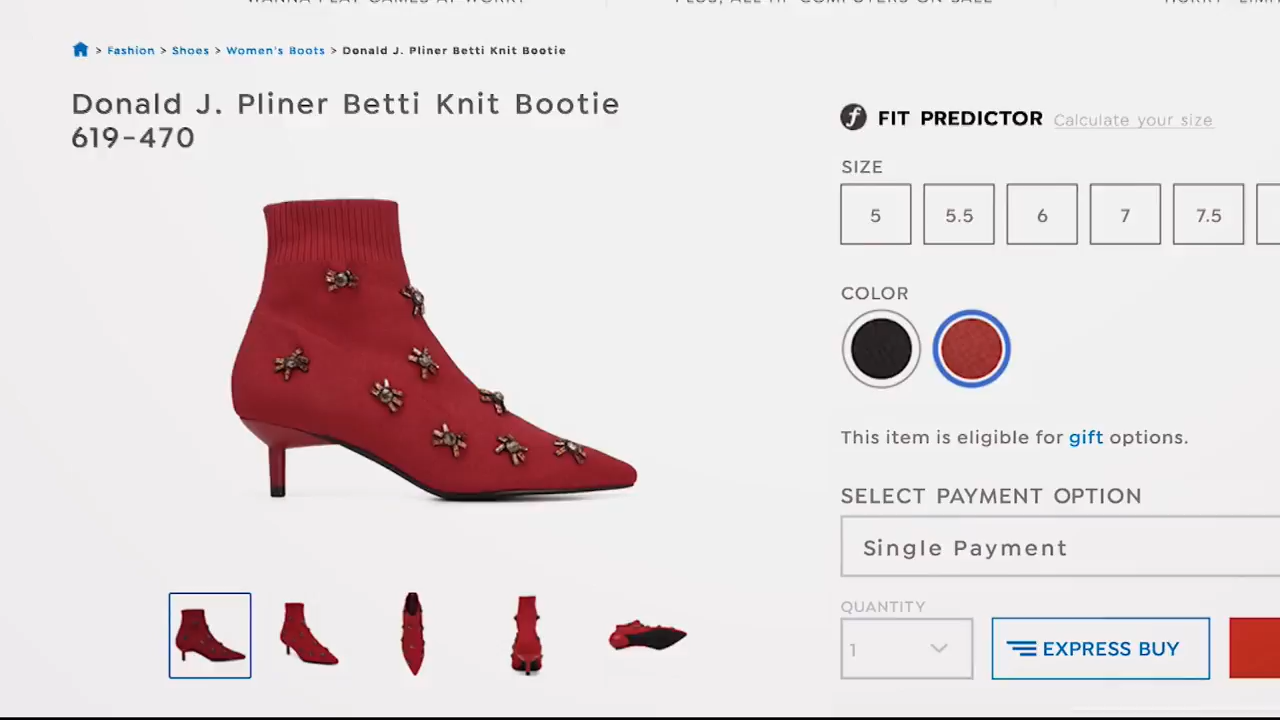 > Fashion > Shoes > Women's Boots > Donald J. Pliner Betti Knit Bootie
Donald J. Pliner Betti Knit Bootie
619-470
f FIT PREDICTOR Calculate your size
SIZE
5 5.5 6 7 7.5
COLOR
This item is eligible for gift options.
SELECT PAYMENT OPTION
Single Payment
QUANTITY
1
EXPRESS BUY